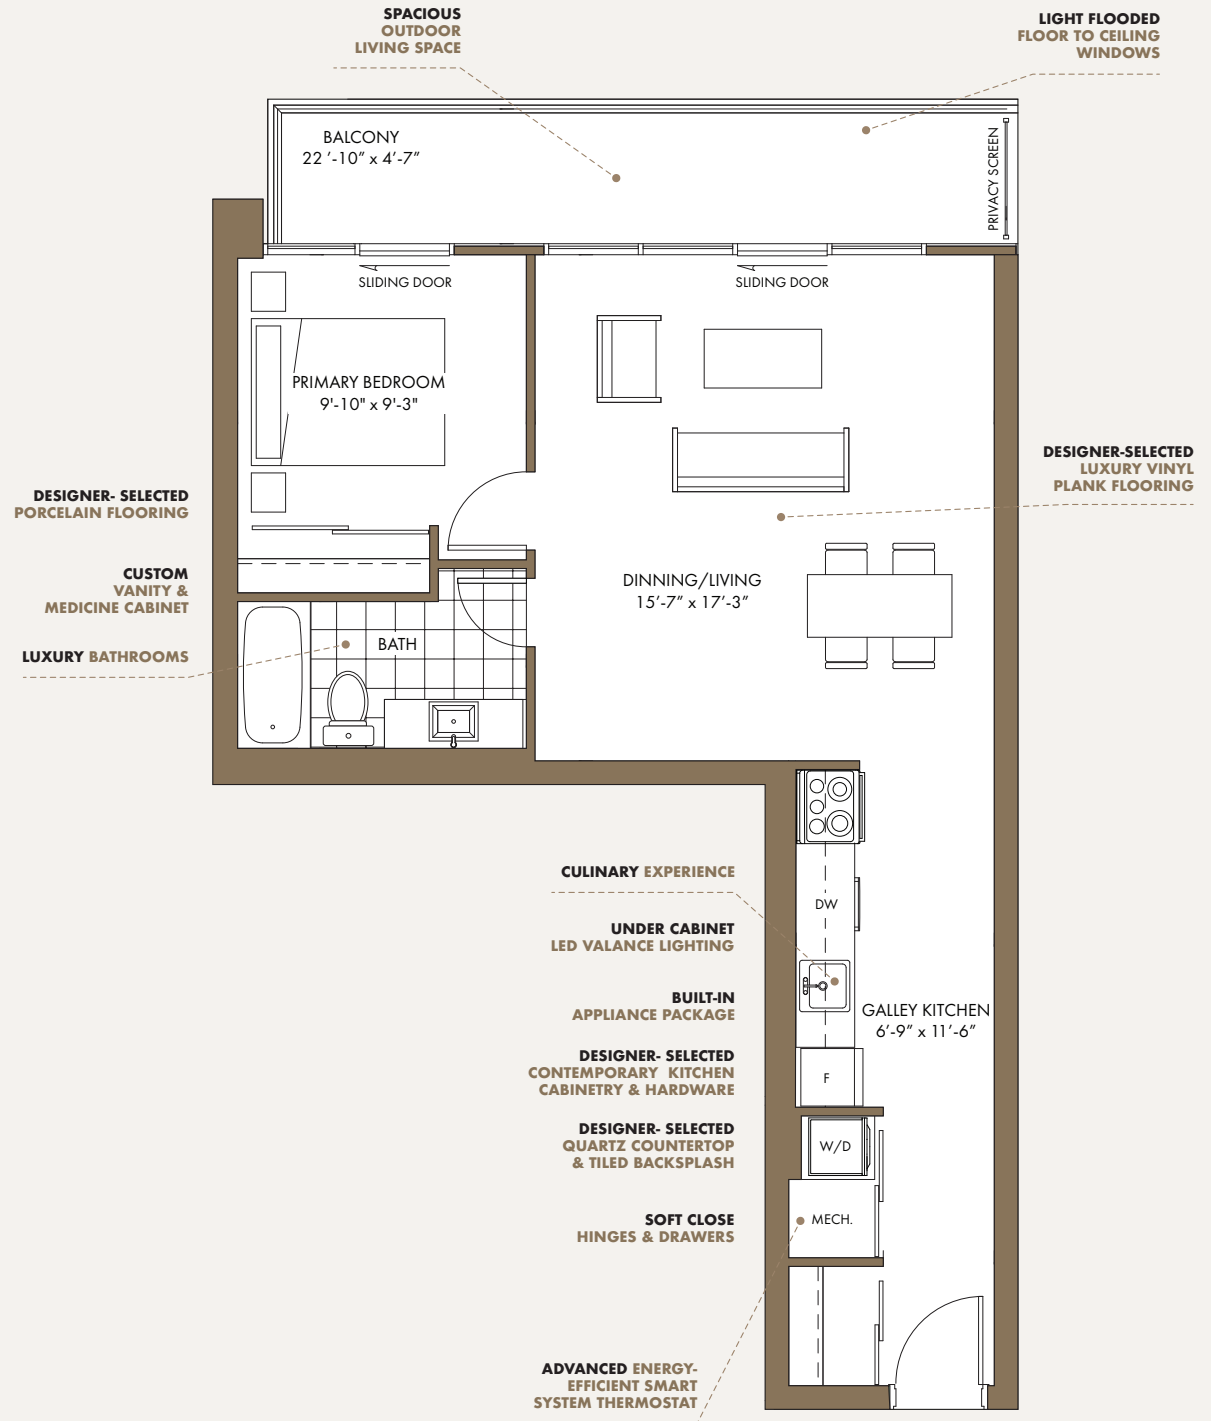 SPACIOUS
OUTDOOR
LIVING SPACE
LIGHT FLOODED
FLOOR TO CEILING
WINDOWS
BALCONY
22 '-10” x 4’-7”
PRIVACY SCREEN
SLIDING DOOR
SLIDING DOOR
PRIMARY BEDROOM
9'-10" x 9'-3"
DESIGNER-SELECTED
LUXURY VINYL
PLANK FLOORING
DESIGNER- SELECTED
PORCELAIN FLOORING
CUSTOM
VANITY &
MEDICINE CABINET
LUXURY BATHROOMS
BATH
DINNING/LIVING
15’-7” x 17’-3”
CULINARY EXPERIENCE
UNDER CABINET
LED VALANCE LIGHTING
BUILT-IN
APPLIANCE PACKAGE
DESIGNER- SELECTED
CONTEMPORARY KITCHEN
CABINETRY & HARDWARE
DESIGNER- SELECTED
QUARTZ COUNTERTOP
& TILED BACKSPLASH
SOFT CLOSE
HINGES & DRAWERS
ADVANCED ENERGY-
EFFICIENT SMART
SYSTEM THERMOSTAT
DW
GALLEY KITCHEN
6’-9” x 11’-6”
F
W/D
MECH.